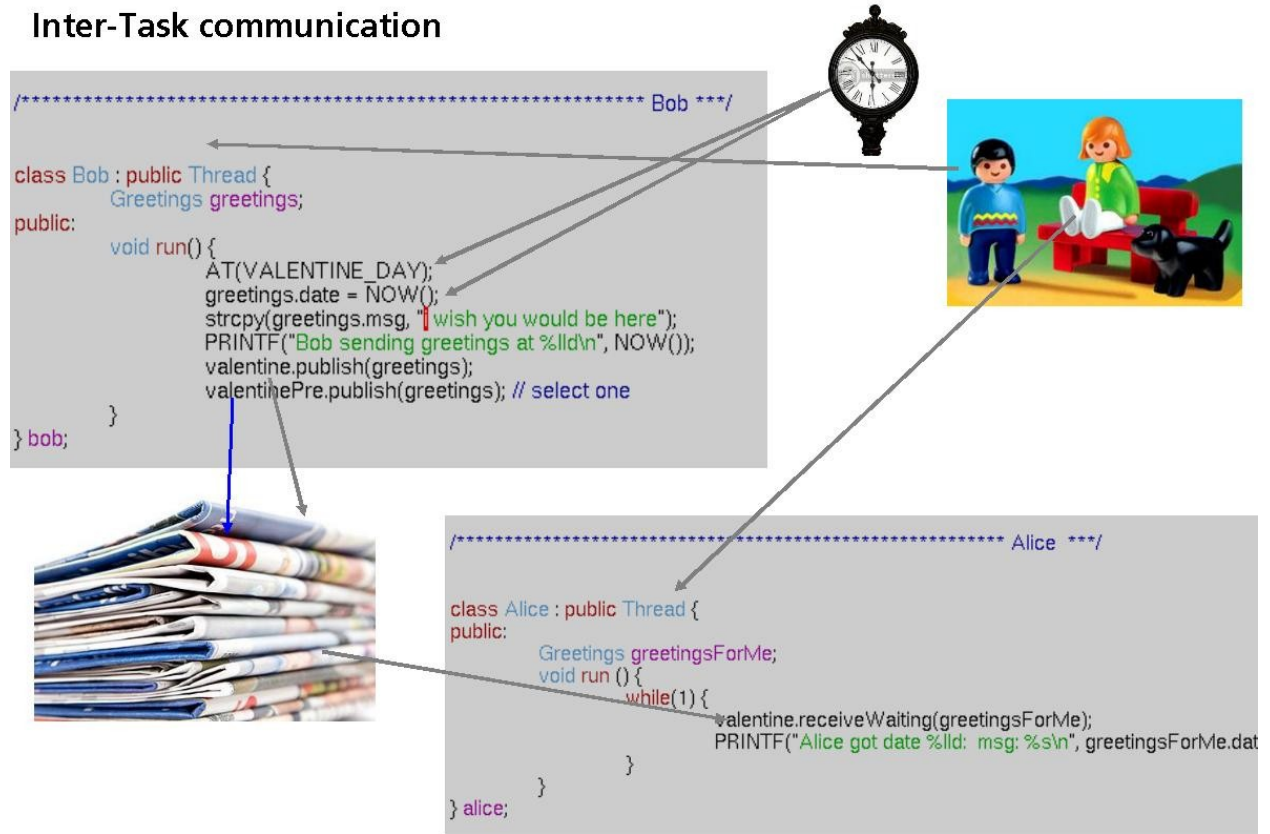 Inter-Task communication
/************************************************************ Bob ***/
class Bob : public Thread {
Greetings greetings;
public:
void run() {
AT(VALENTINE_DAY);
greetings.date = NOW();
strcpy(greetings.msg, "i wish you would be here");
PRINTF("Bob sending greetings at %lld\n", NOW());
valentine.publish(greetings);
valentinePre.publish(greetings); // select one
}
} bob;
/********************************************************** Alice ***/
class Alice : public Thread {
public:
Greetings greetingsForMe;
void run () {
while(1) {
valentine.receiveWaiting(greetingsForMe);
PRINTF("Alice got date %lld: msg: %s\n", greetingsForMe.dat
}
}
} alice;